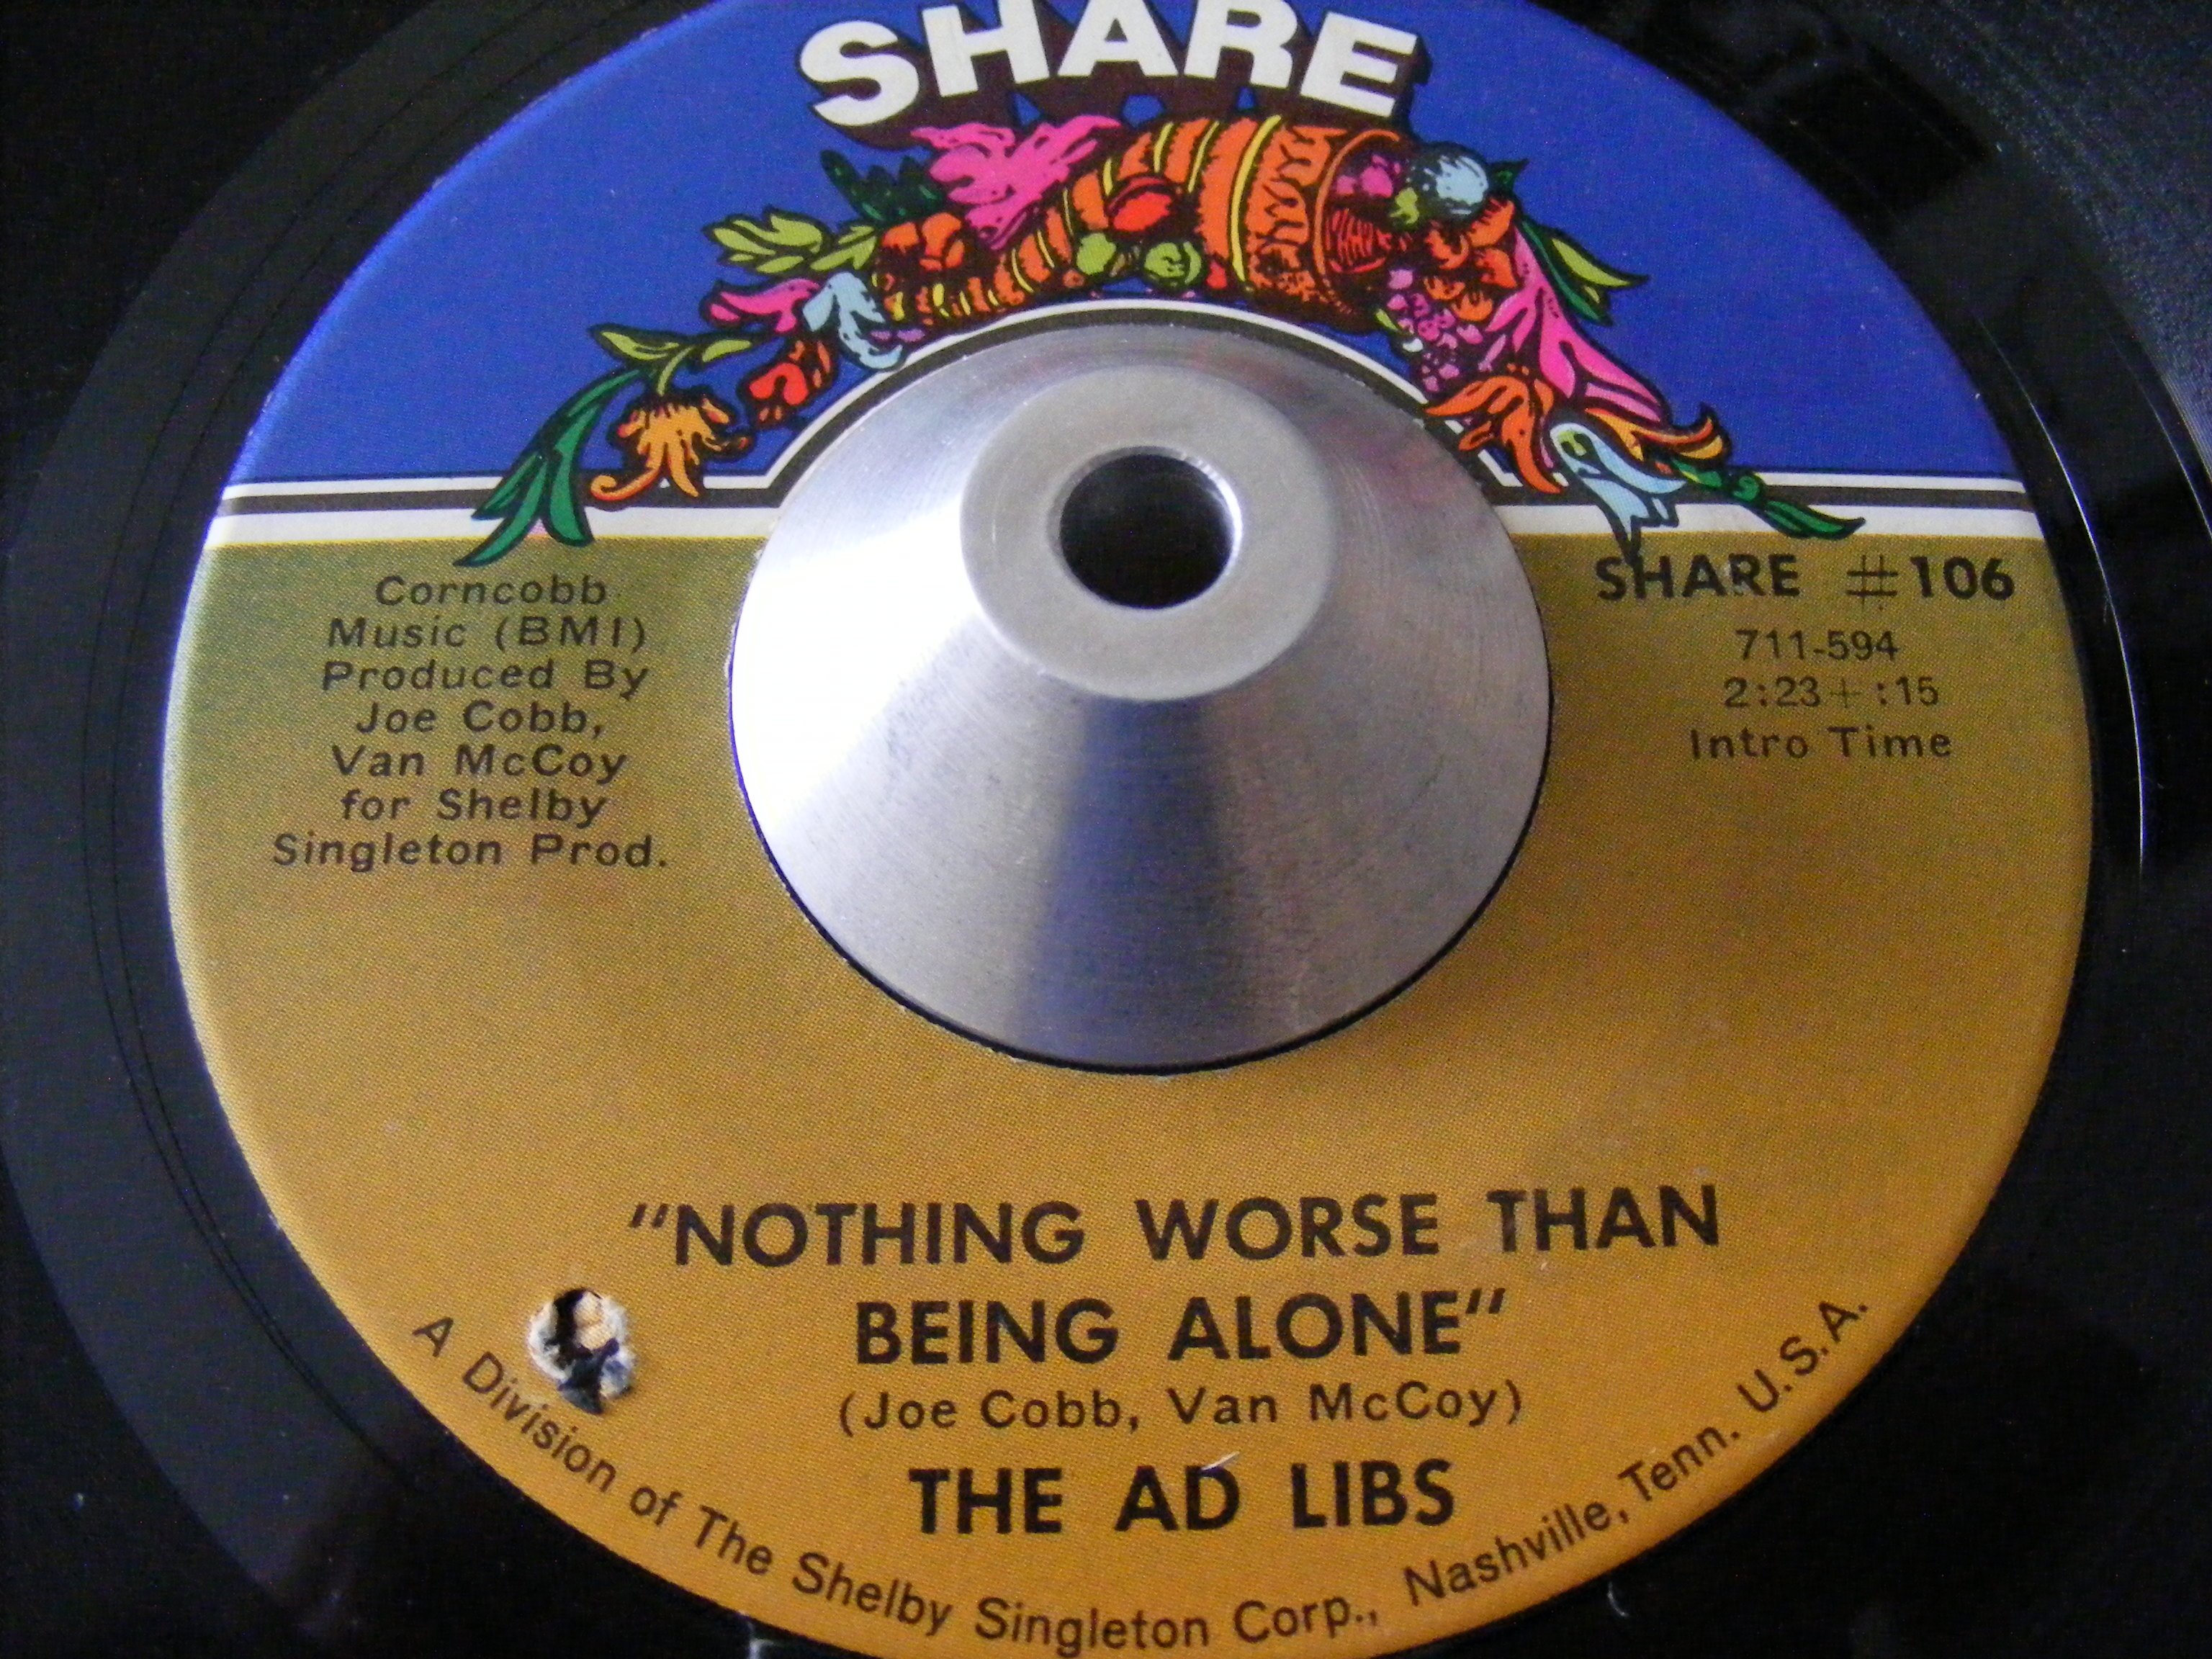 SHARE
Corncobb
Music (BMI)
Produced By
Joe Cobb,
Van McCoy
for Shelby
Singleton Prod.
SHARE #106
711-594
2:23+:15
Intro Time
"NOTHING WORSE THAN
BEING ALONE"
(Joe Cobb, Van McCoy)
THE AD LIBS
A Division of The Shelby Singleton Corp., Nashville, Tenn. U.S.A.